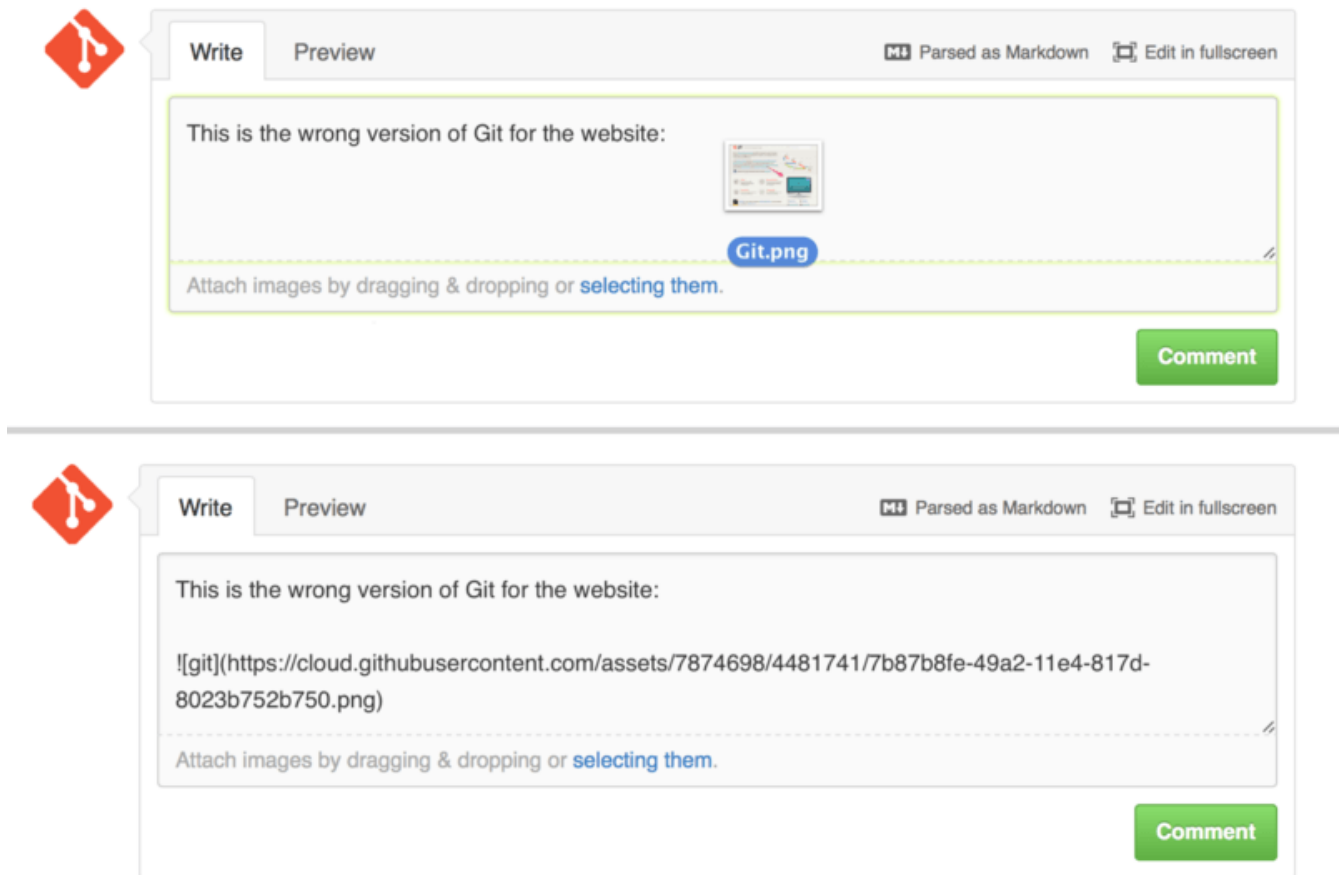 Write Preview Parsed as Markdown Edit in fullscreen
This is the wrong version of Git for the website:
Git.png
Attach images by dragging & dropping or selecting them.
Comment
Write Preview Parsed as Markdown Edit in fullscreen
This is the wrong version of Git for the website:
![git](https://cloud.githubusercontent.com/assets/7874698/4481741/7b87b8fe-49a2-11e4-817d-
8023b752b750.png)
Attach images by dragging & dropping or selecting them.
Comment